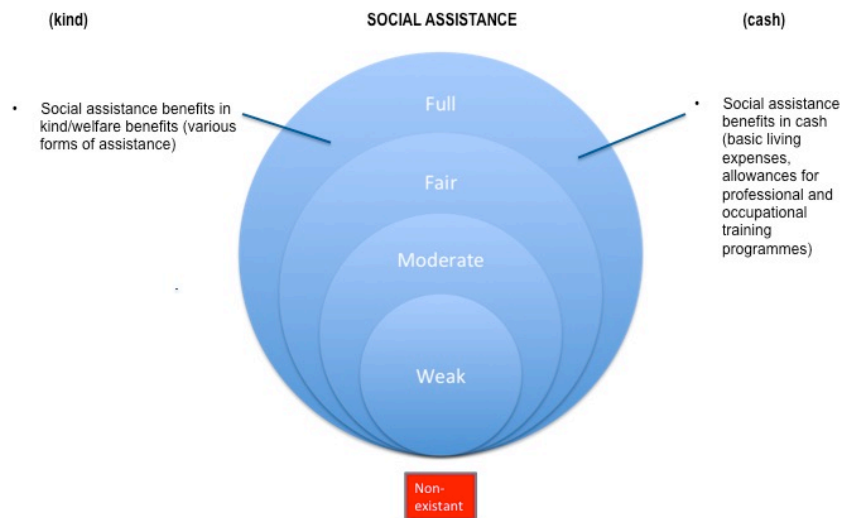 (kind)
SOCIAL ASSISTANCE
(cash)
• Social assistance benefits in
kind/welfare benefits (various
forms of assistance)
• Social assistance
benefits in cash
(basic living
expenses,
allowances for
professional and
occupational
training
programmes)
Full
Fair
Moderate
Weak
Non-
existant